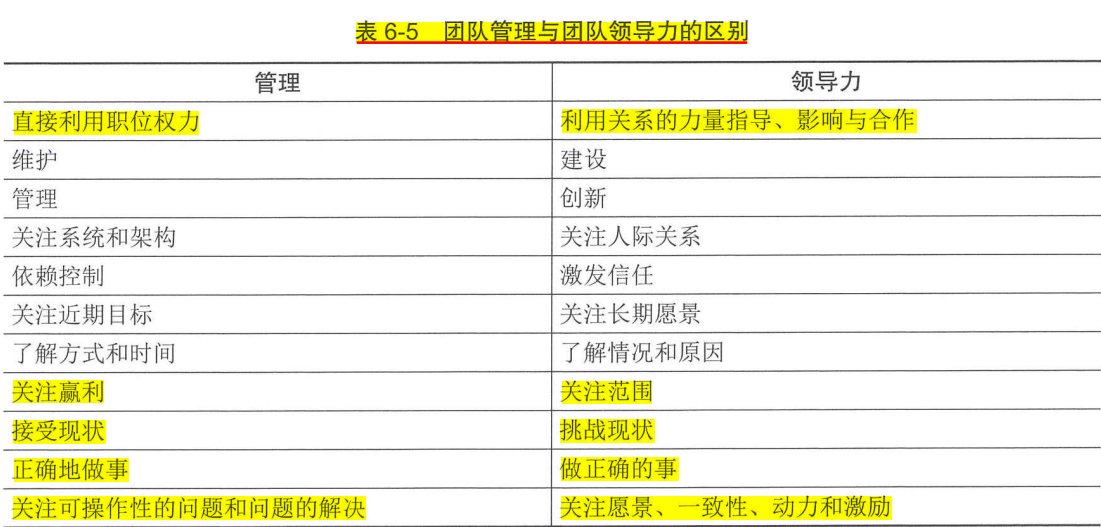 表 6-5 团队管理与团队领导力的区别
管理 领导力
直接利用职位权力 利用关系的力量指导、影响与合作
维护 建设
管理 创新
关注系统和架构 关注人际关系
依赖控制 激发信任
关注近期目标 关注长期愿景
了解方式和时间 了解情况和原因
关注赢利 关注范围
接受现状 挑战现状
正确地做事 做正确的事
关注可操作性的问题和问题的解决 关注愿景、一致性、动力和激励